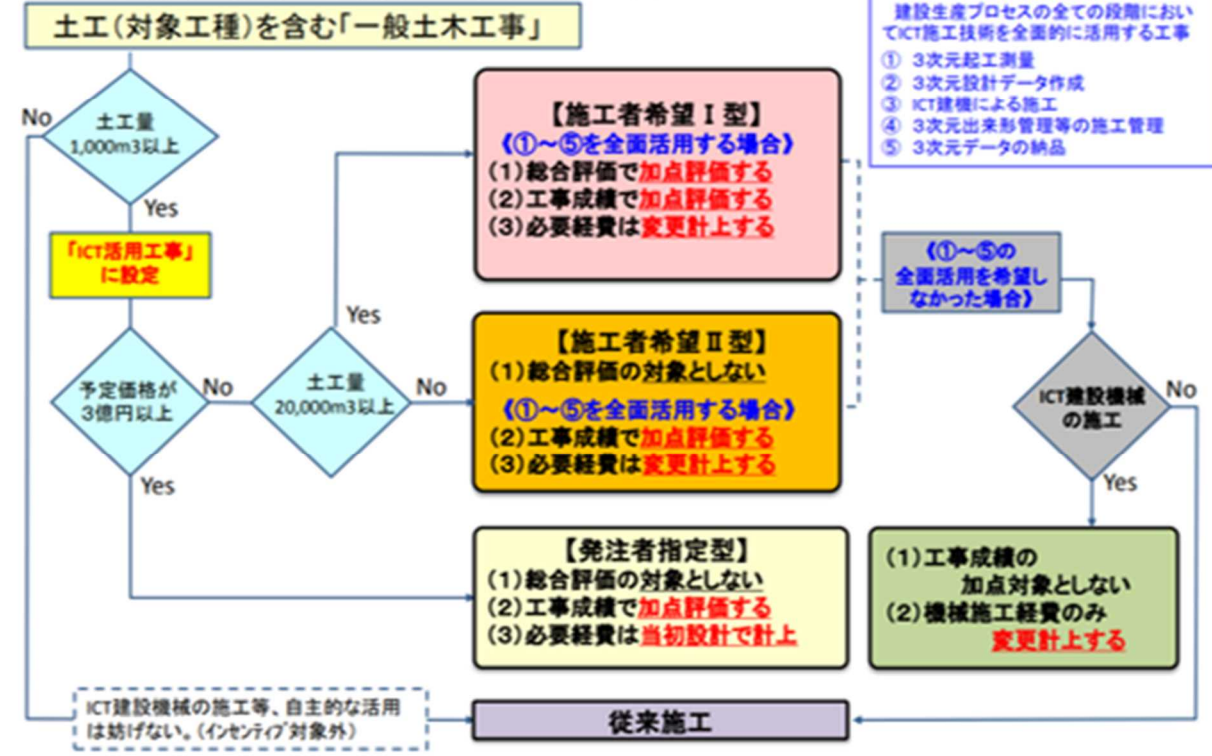 土工(対象工種)を含む「一般土木工事」
建設生産プロセスの全ての段階におい
てICT施工技術を全面的に活用する工事
① 3次元起工測量
② 3次元設計データ作成
③ ICT建機による施工
④ 3次元出来形管理等の施工管理
⑤ 3次元データの納品
No
土工量
1,000m3以上
Yes
「ICT活用工事」
に設定
予定価格が
3億円以上
No
Yes
土工量
20,000m3以上
Yes
No
【施工者希望Ⅰ型】
《①~⑤を全面活用する場合》
(1)総合評価で加点評価する
(2)工事成績で加点評価する
(3)必要経費は変更計上する
【施工者希望Ⅱ型】
(1)総合評価の対象としない
《①~⑤を全面活用する場合》
(2)工事成績で加点評価する
(3)必要経費は変更計上する
【発注者指定型】
(1)総合評価の対象としない
(2)工事成績で加点評価する
(3)必要経費は当初設計で計上
《①~⑤の
全面活用を希望し
なかった場合》
ICT建設機械
の施工
No
Yes
(1)工事成績の
加点対象としない
(2)機械施工経費のみ
変更計上する
ICT建設機械の施工等、自主的な活用
は妨げない。(インセンティブ対象外)
従来施工